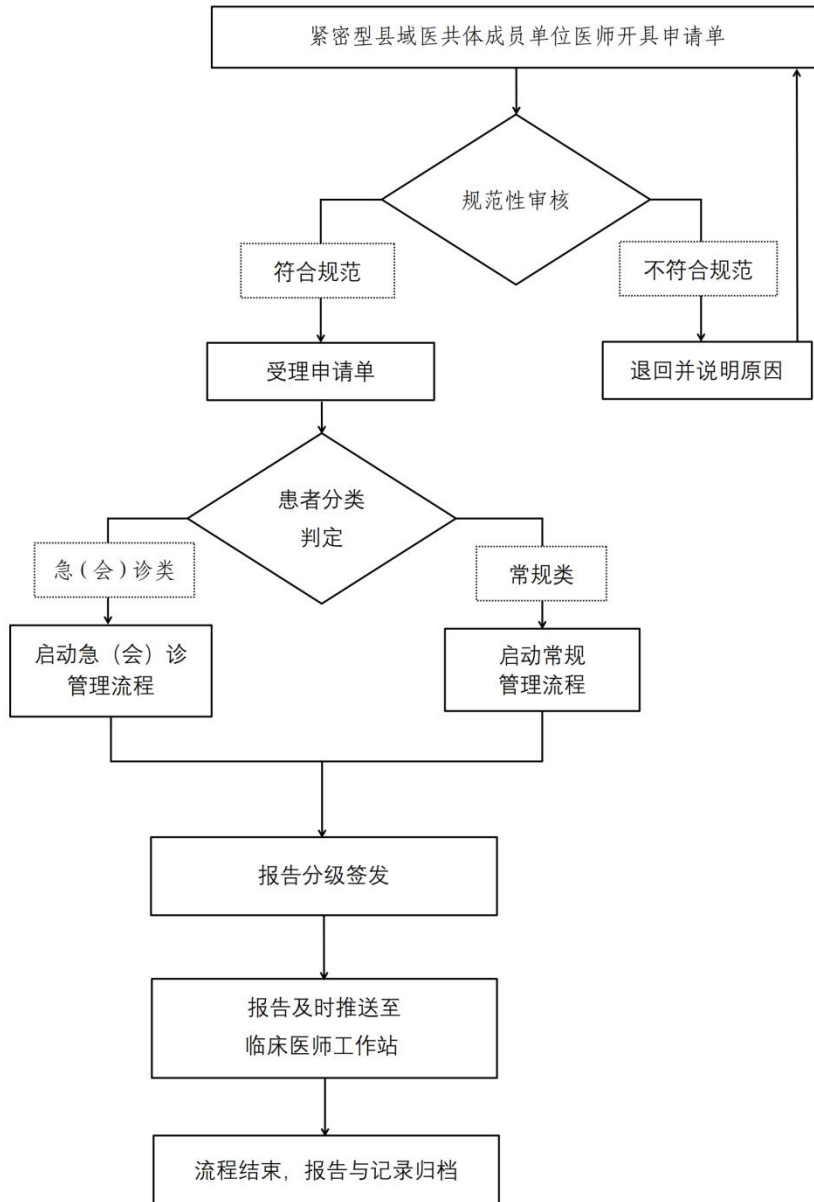 紧密型县域医共体成员单位医师开具申请单
规范性审核
符合规范
不符合规范
受理申请单
退回并说明原因
患者分类
判定
急(会)诊类
常规类
启动急（会）诊
管理流程
启动常规
管理流程
报告分级签发
报告及时推送至
临床医师工作站
流程结束，报告与记录归档